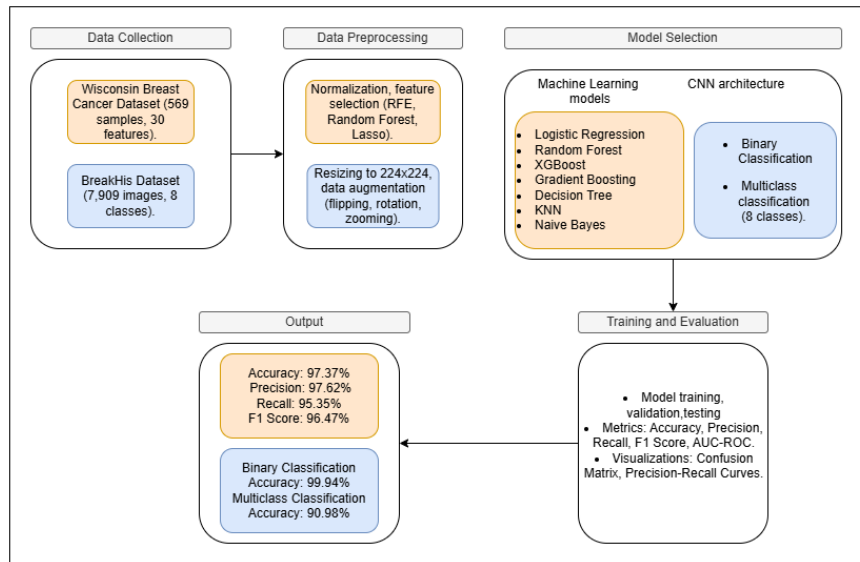 Data Collection
Data Preprocessing
Model Selection
Wisconsin Breast
Cancer Dataset (569
samples, 30
features).
BreakHis Dataset
(7,909 images, 8
classes).
Normalization, feature
selection (RFE,
Random Forest,
Lasso).
Resizing to 224x224,
data augmentation
(flipping, rotation,
zooming).
Machine Learning
models
• Logistic Regression
• Random Forest
• XGBoost
• Gradient Boosting
• Decision Tree
• KNN
• Naive Bayes
CNN architecture
• Binary
Classification
• Multiclass
classification
(8 classes).
Output
Training and Evaluation
Accuracy: 97.37%
Precision: 97.62%
Recall: 95.35%
F1 Score: 96.47%
Binary Classification
Accuracy: 99.94%
Multiclass Classification
Accuracy: 90.98%
• Model training,
validation,testing
• Metrics: Accuracy, Precision,
Recall, F1 Score, AUC-ROC.
• Visualizations: Confusion
Matrix, Precision-Recall Curves.